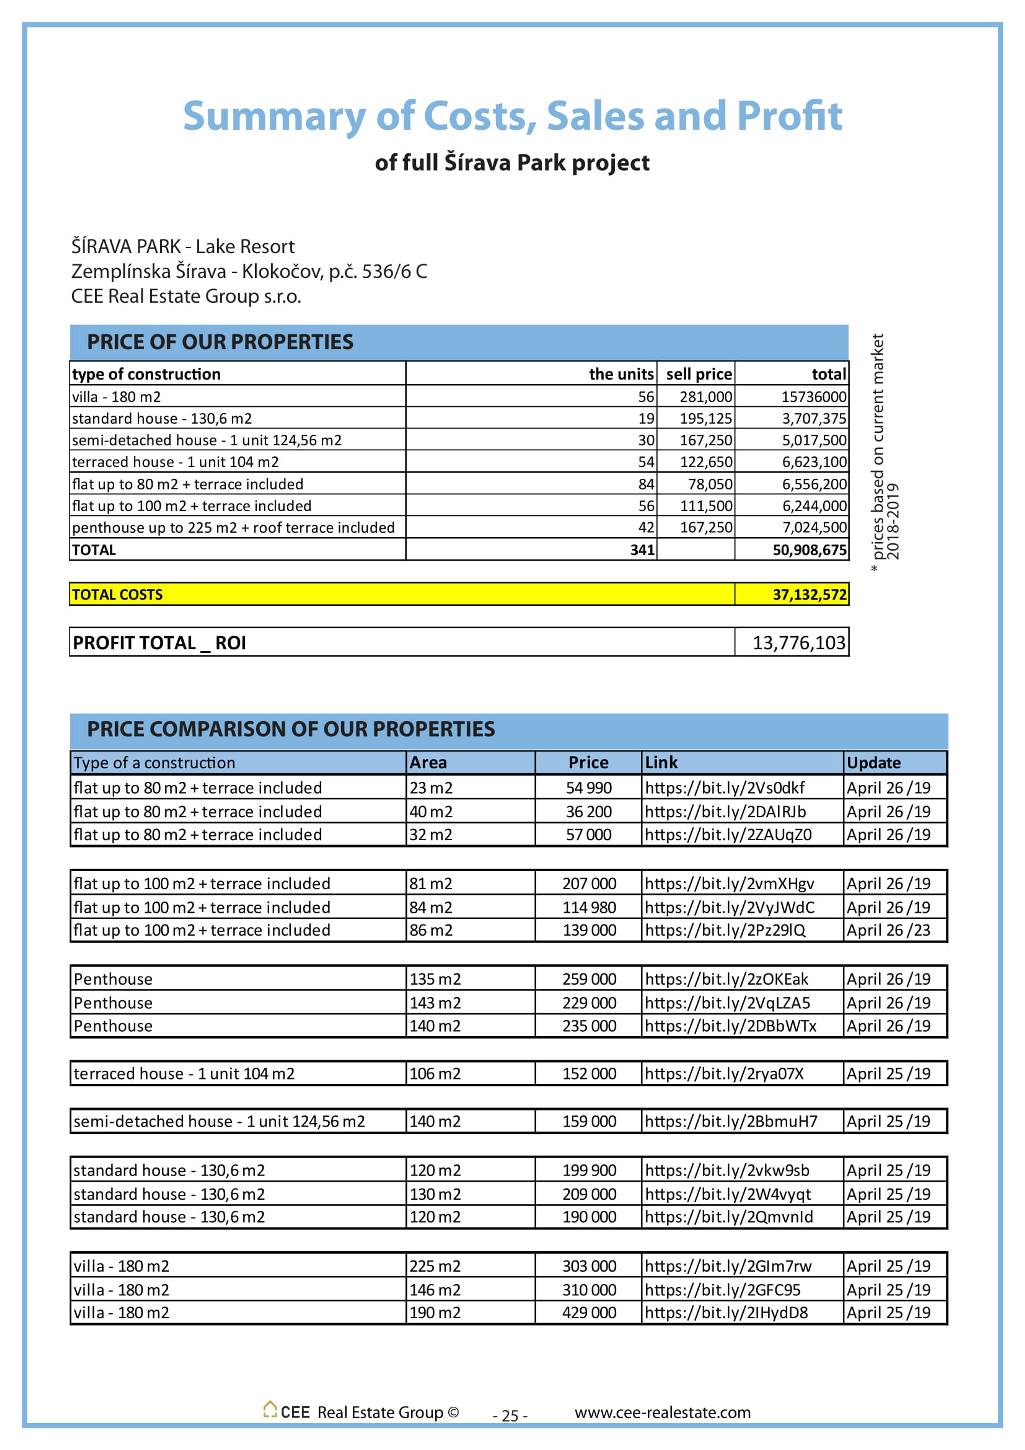 Summary of Costs, Sales and Profit
of full Šírava Park project
ŠÍRAVA PARK - Lake Resort
Zemplínska Šírava - Klokočov, p.č. 536/6 C
CEE Real Estate Group s.r.o.
PRICE OF OUR PROPERTIES
type of construction the units sell price total
villa - 180 m2 56 281,000 15736000
standard house - 130,6 m2 19 195,125 3,707,375
semi-detached house - 1 unit 124,56 m2 30 167,250 5,017,500
terraced house - 1 unit 104 m2 54 122,650 6,623,100
flat up to 80 m2 + terrace included 84 78,050 6,556,200
flat up to 100 m2 + terrace included 56 111,500 6,244,000
penthouse up to 225 m2 + roof terrace included 42 167,250 7,024,500
TOTAL 341 50,908,675
* prices based on current market
2018-2019
TOTAL COSTS 37,132,572
PROFIT TOTAL _ ROI 13,776,103
PRICE COMPARISON OF OUR PROPERTIES
Type of a construction Area Price Link Update
flat up to 80 m2 + terrace included 23 m2 54 990 https://bit.ly/2Vs0dkf April 26 /19
flat up to 80 m2 + terrace included 40 m2 36 200 https://bit.ly/2DAlRJb April 26 /19
flat up to 80 m2 + terrace included 32 m2 57 000 https://bit.ly/2ZAUqZ0 April 26 /19
flat up to 100 m2 + terrace included 81 m2 207 000 https://bit.ly/2vmXHgv April 26 /19
flat up to 100 m2 + terrace included 84 m2 114 980 https://bit.ly/2VyJWdC April 26 /19
flat up to 100 m2 + terrace included 86 m2 139 000 https://bit.ly/2Pz29lQ April 26 /23
Penthouse 135 m2 259 000 https://bit.ly/2zOKEak April 26 /19
Penthouse 143 m2 229 000 https://bit.ly/2VqLZA5 April 26 /19
Penthouse 140 m2 235 000 https://bit.ly/2DBbWTx April 26 /19
terraced house - 1 unit 104 m2 106 m2 152 000 https://bit.ly/2rya07X April 25 /19
semi-detached house - 1 unit 124,56 m2 140 m2 159 000 https://bit.ly/2BbmuH7 April 25 /19
standard house - 130,6 m2 120 m2 199 900 https://bit.ly/2vkw9sb April 25 /19
standard house - 130,6 m2 130 m2 209 000 https://bit.ly/2W4vyqt April 25 /19
standard house - 130,6 m2 120 m2 190 000 https://bit.ly/2QmvnId April 25 /19
villa - 180 m2 225 m2 303 000 https://bit.ly/2GIm7rw April 25 /19
villa - 180 m2 146 m2 310 000 https://bit.ly/2GFC95 April 25 /19
villa - 180 m2 190 m2 429 000 https://bit.ly/2IHydD8 April 25 /19
CEE Real Estate Group © - 25 - www.cee-realestate.com